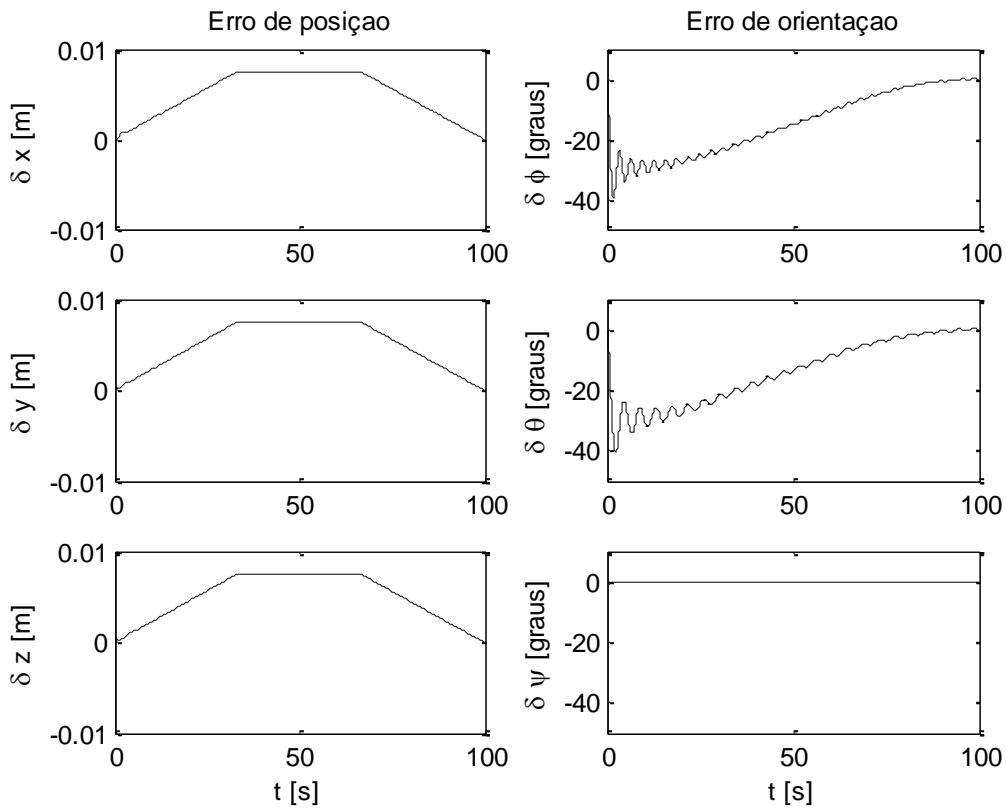 Erro de posiçao
Erro de orientaçao
0.01
0
-0.01
δ x [m]
0 50 100
0
-20
-40
δ ϕ [graus]
0 50 100
0.01
0
-0.01
δ y [m]
0 50 100
0
-20
-40
δ θ [graus]
0 50 100
0.01
0
-0.01
δ z [m]
0 50 100
t [s]
0
-20
-40
δ ψ [graus]
0 50 100
t [s]